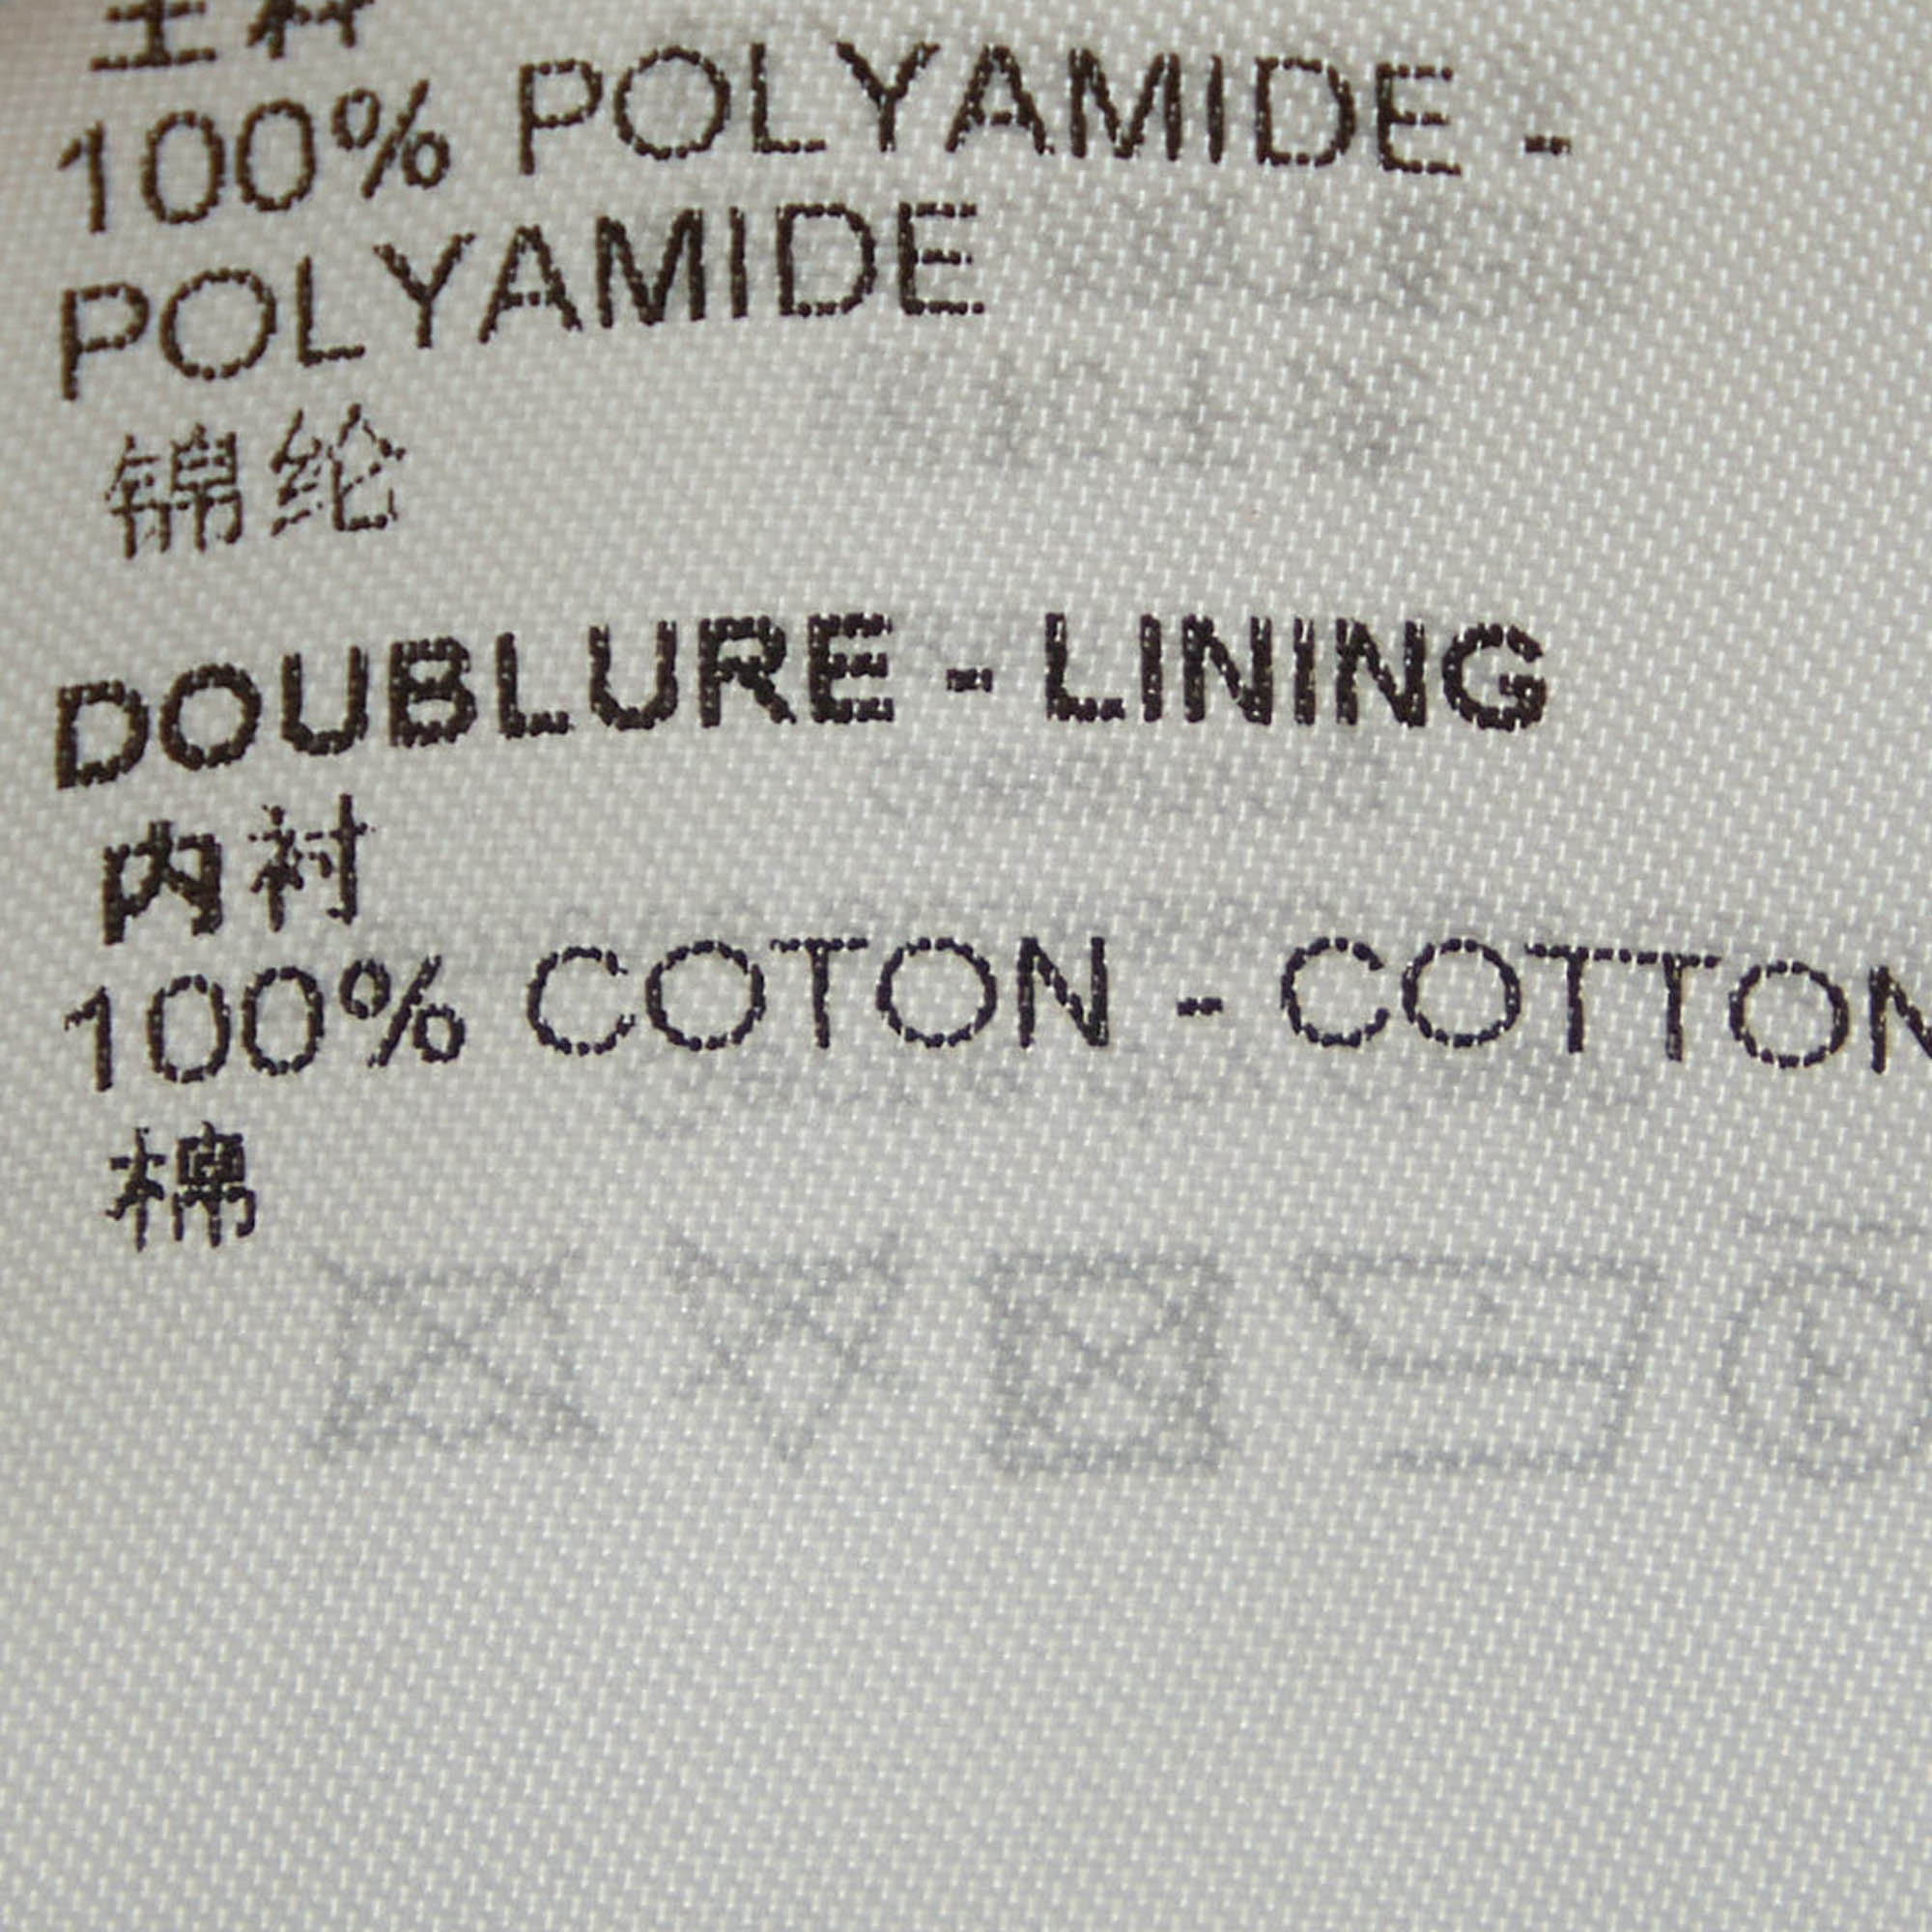 100% POLYAMIDE -
POLYAMIDE
锦纶
DOUBLURE - LINING
内衬
100% COTON - COTTON
棉